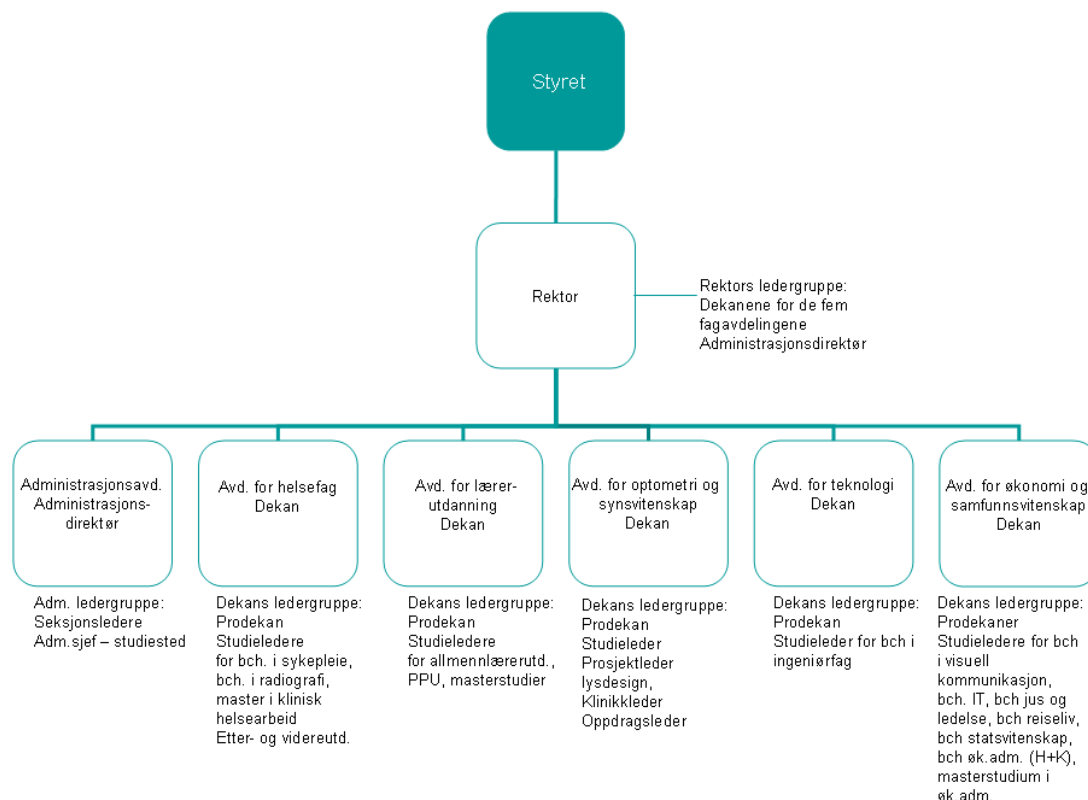 Styret
Rektor
Rektors ledergruppe:
Dekanene for de fem
fagavdelingene
Administrasjonsdirektør
Administrasjonsavd.
Administrasjons-
direktør
Avd. for helsefag
Dekan
Avd. for lærer-
utdanning
Dekan
Avd. for optometri og
synsvitenskap
Dekan
Avd. for teknologi
Dekan
Avd. for økonomi og
samfunnsvitenskap
Dekan
Adm. ledergruppe:
Seksjonsledere
Adm.sjef – studiested
Dekans ledergruppe:
Prodekan
Studieledere
for bch. i sykepleie,
bch. i radiografi,
master i klinisk
helsearbeid
Etter- og videreutd.
Dekans ledergruppe:
Prodekan
Studieledere
for allmennlærerutd.,
PPU, masterstudier
Dekans ledergruppe:
Prodekan
Studieleder
Prosjektleder
lysdesign,
Klinikkleder
Oppdragsleder
Dekans ledergruppe:
Prodekan
Studieleder for bch i
ingeniørfag
Dekans ledergruppe:
Prodekaner
Studieledere for bch
i visuell
kommunikasjon,
bch. IT, bch jus og
ledelse, bch reiseliv,
bch statsvitenskap,
bch øk.adm. (H+K),
masterstudium i
øk.adm.